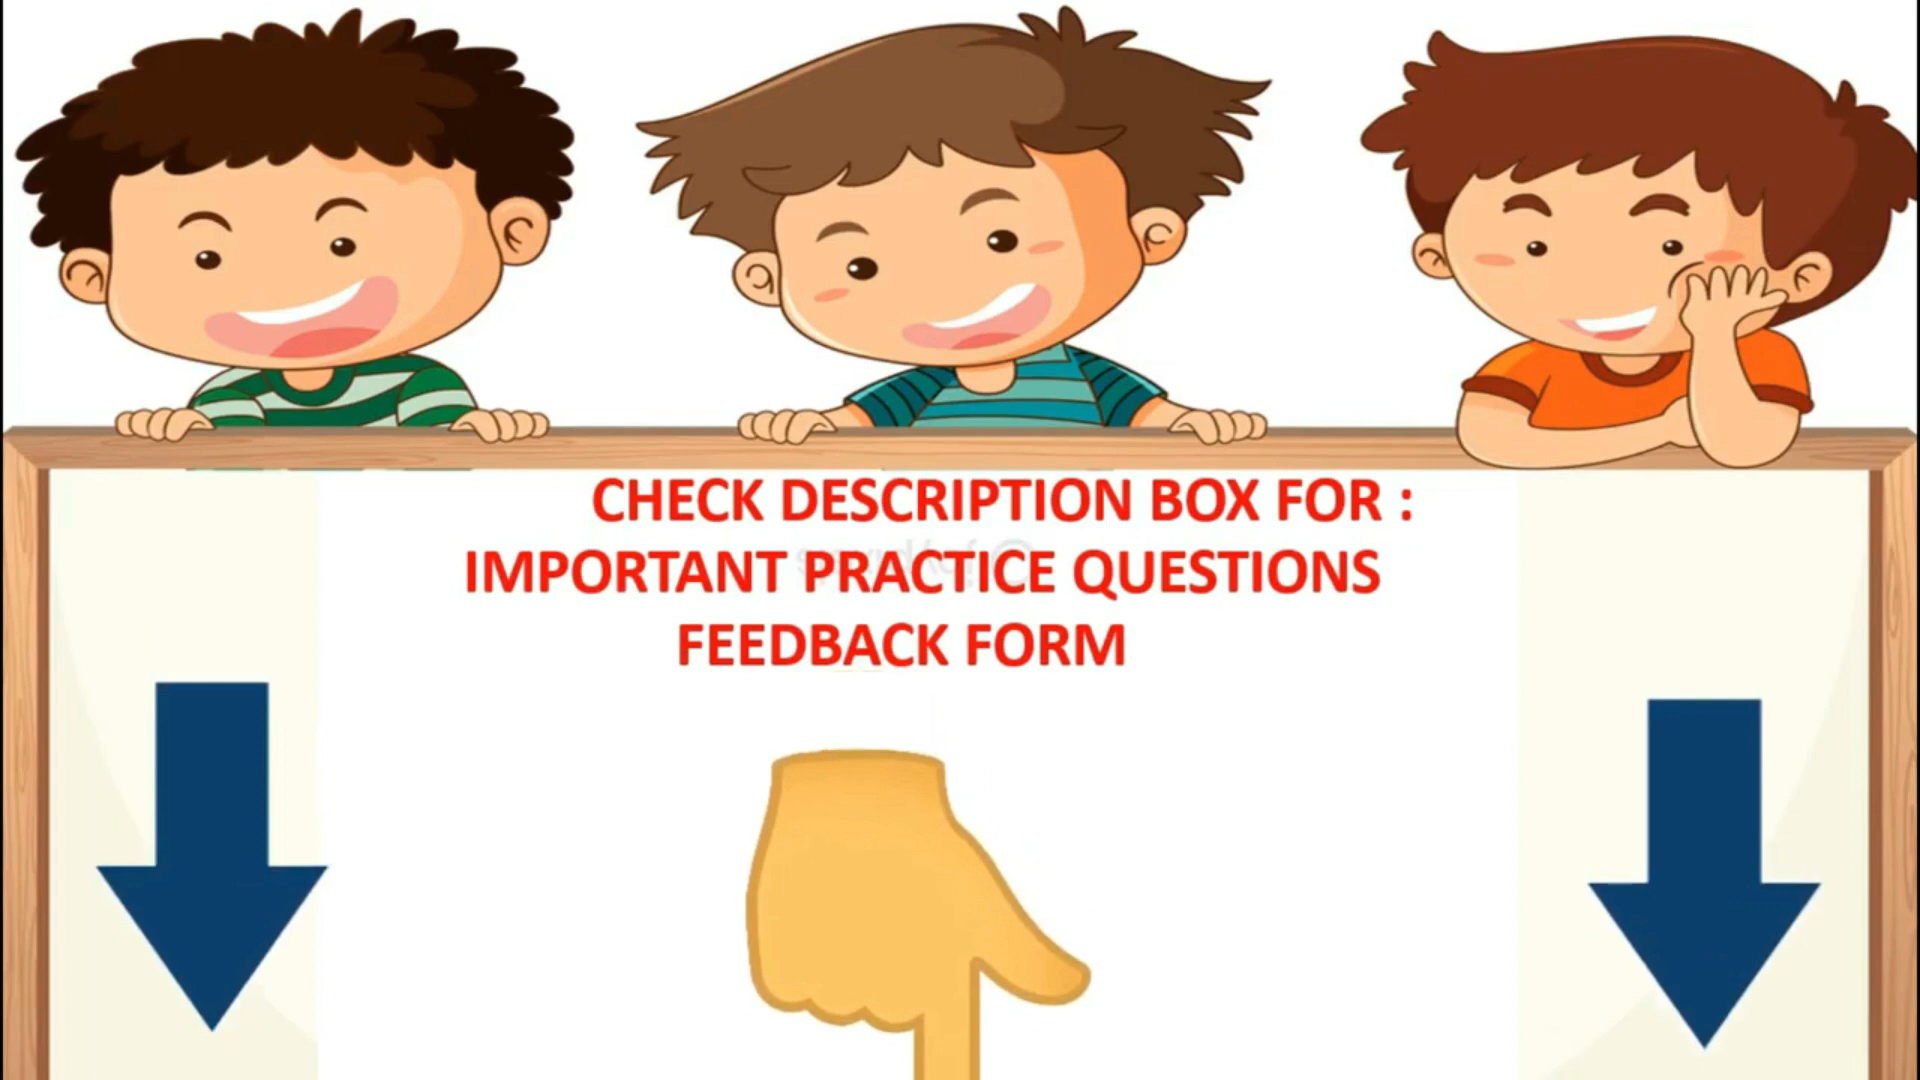 CHECK DESCRIPTION BOX FOR :
IMPORTANT PRACTICE QUESTIONS
FEEDBACK FORM